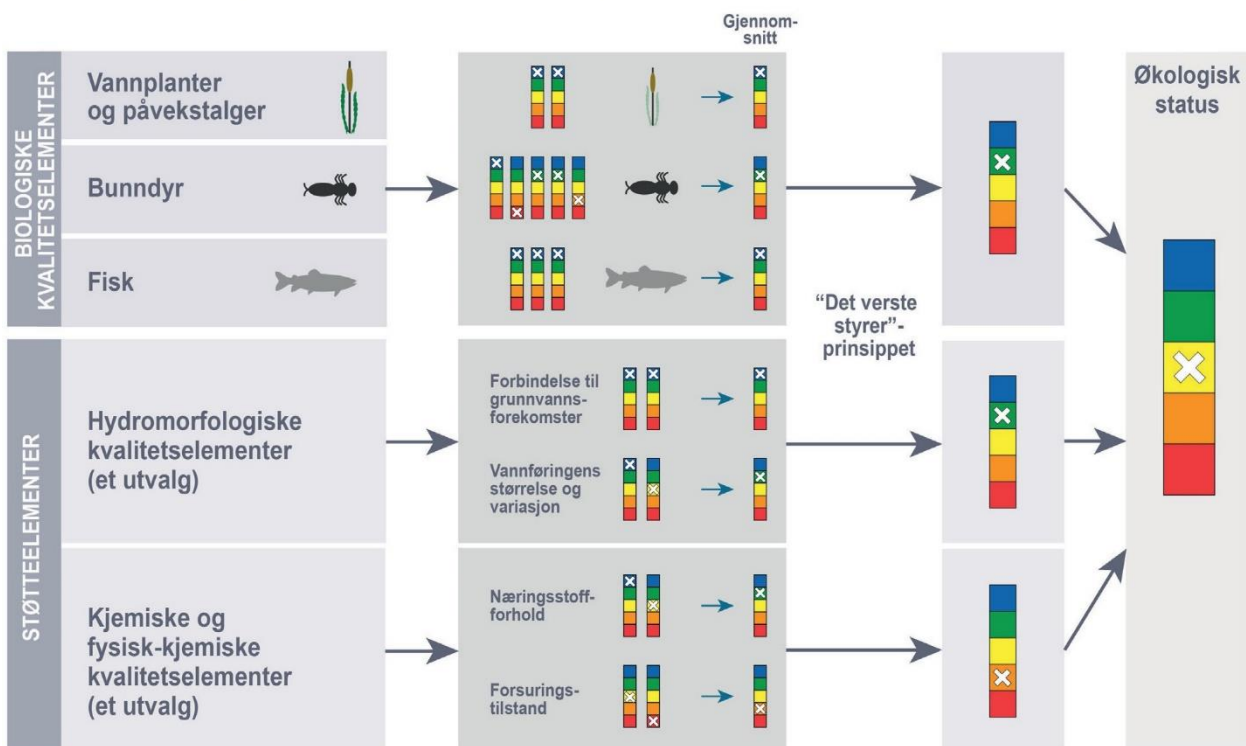 Gjennom-
snitt
BIOLOGISKE
KVALITETSELEMENTER
Vannplanter
og påvekstalger
Bunndyr
Fisk
Økologisk
status
“Det verste
styrer”-
prinsippet
STØTTEELEMENTER
Hydromorfologiske
kvalitetselementer
(et utvalg)
Forbindelse til
grunnvanns-
forekomster
Vannføringens
størrelse og
variasjon
Kjemiske og
fysisk-kjemiske
kvalitetselementer
(et utvalg)
Næringsstoff-
forhold
Forsurings-
tilstand